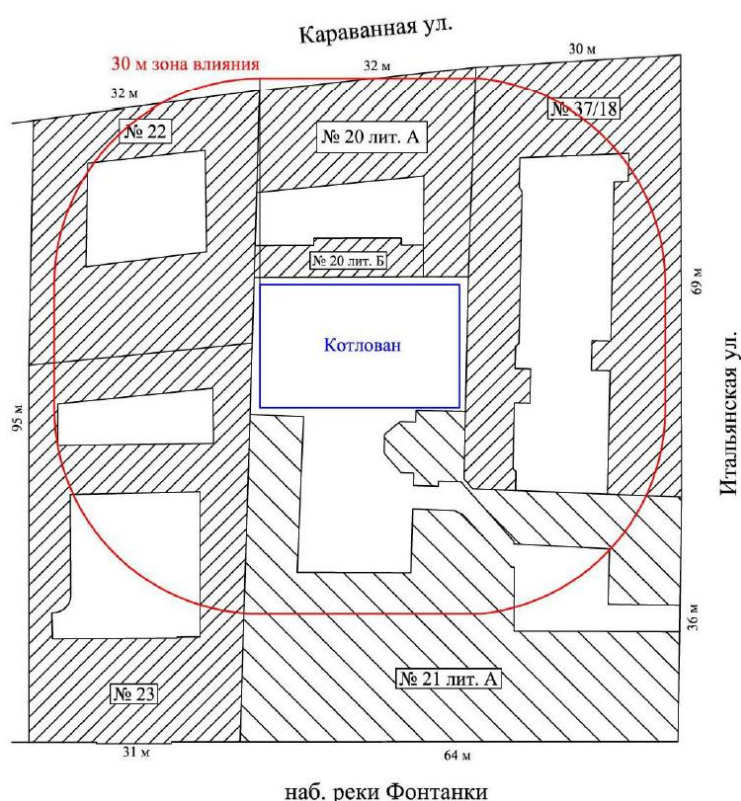 Караванная ул.
30 м
32 м
30 м зона влияния
32 м
№ 37/18
№ 22
№ 20 лит. А
№ 20 лит. Б
69 м
Котлован
Итальянская ул.
95 м
36 м
№ 21 лит. А
№ 23
31 м
64 м
наб. реки Фонтанки